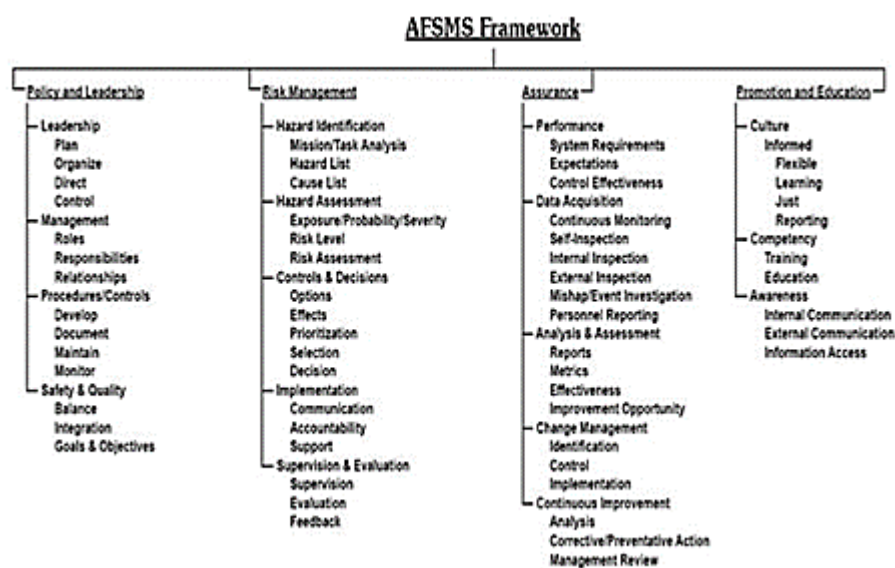 AFSMS Framework
Policy and Leadership
Leadership
Plan
Organize
Direct
Control
Management
Roles
Responsibilities
Relationships
Procedures/Controls
Develop
Document
Maintain
Monitor
Safety & Quality
Balance
Integration
Goals & Objectives
Risk Management
Hazard Identification
Mission/Task Analysis
Hazard List
Cause List
Hazard Assessment
Exposure/Probability/Severity
Risk Level
Risk Assessment
Controls & Decisions
Options
Effects
Prioritization
Selection
Decision
Implementation
Communication
Accountability
Support
Supervision & Evaluation
Supervision
Evaluation
Feedback
Assurance
Performance
System Requirements
Expectations
Control Effectiveness
Data Acquisition
Continuous Monitoring
Self-Inspection
Internal Inspection
External Inspection
Mishap/Event Investigation
Personnel Reporting
Analysis & Assessment
Reports
Metrics
Effectiveness
Improvement Opportunity
Change Management
Identification
Control
Implementation
Continuous Improvement
Analysis
Corrective/Preventative Action
Management Review
Promotion and Education
Culture
Informed
Flexible
Learning
Just
Reporting
Competency
Training
Education
Awareness
Internal Communication
External Communication
Information Access